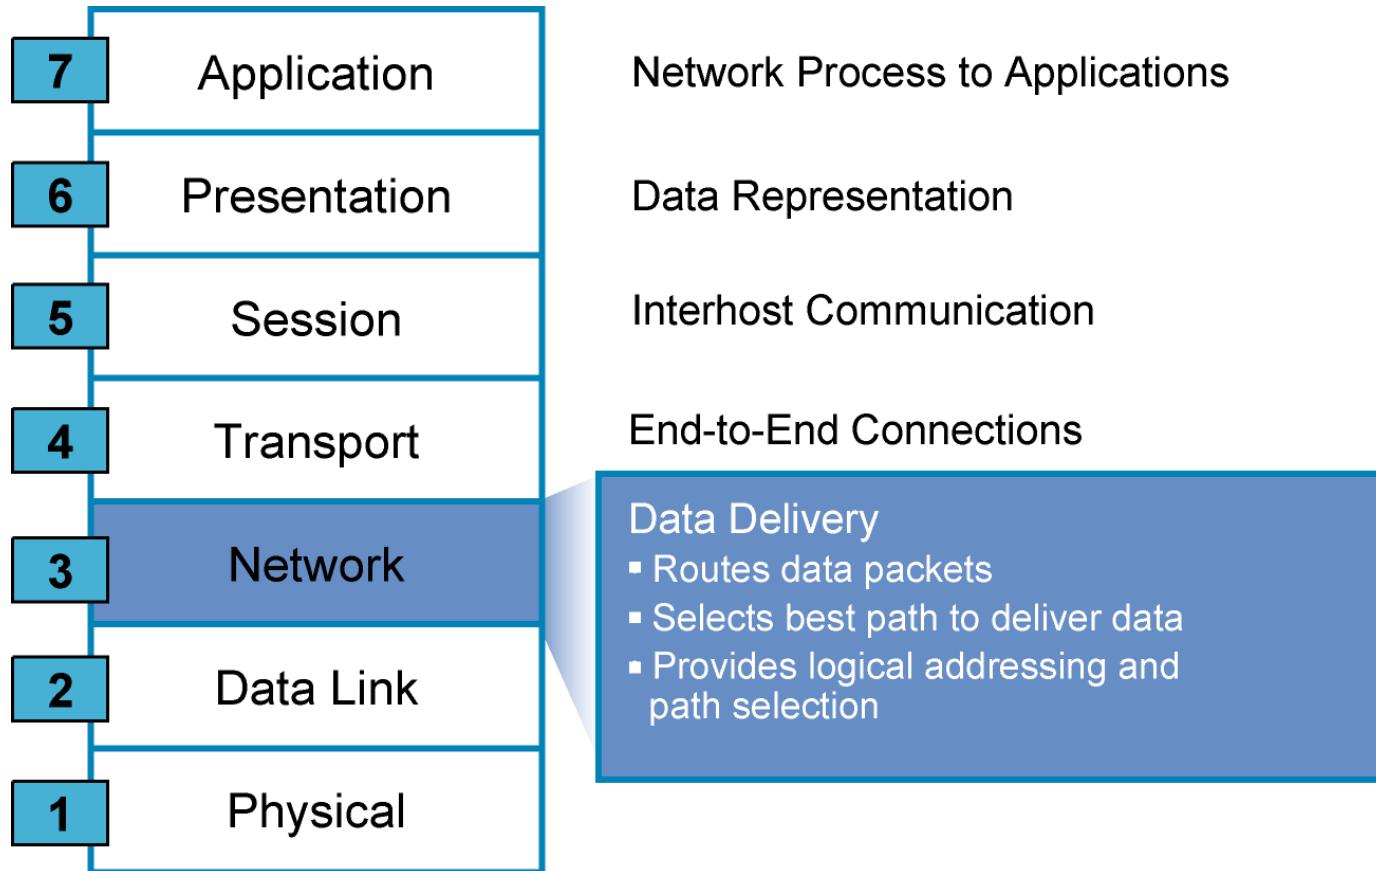 7 Application Network Process to Applications
6 Presentation Data Representation
5 Session Interhost Communication
4 Transport End-to-End Connections
3 Network
Data Delivery
▪ Routes data packets
▪ Selects best path to deliver data
▪ Provides logical addressing and
path selection
2 Data Link
1 Physical